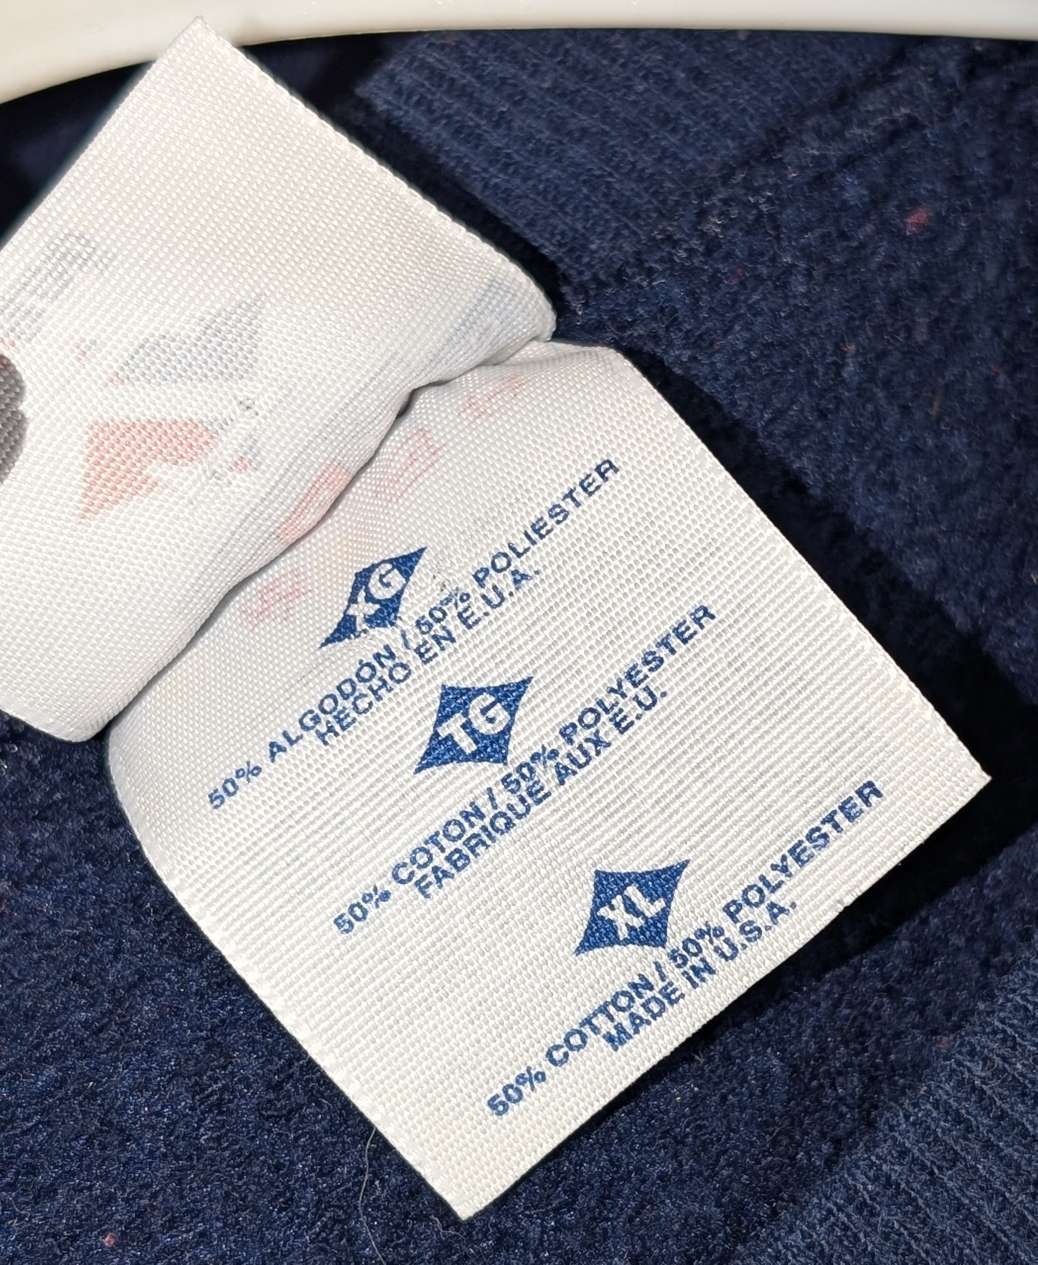 XG
50% ALGODÓN / 50% POLIESTER
HECHO EN E.U.A.
TG
50% COTON / 50% POLYESTER
FABRIQUE AUX E.U.
XL
50% COTTON / 50% POLYESTER
MADE IN U.S.A.